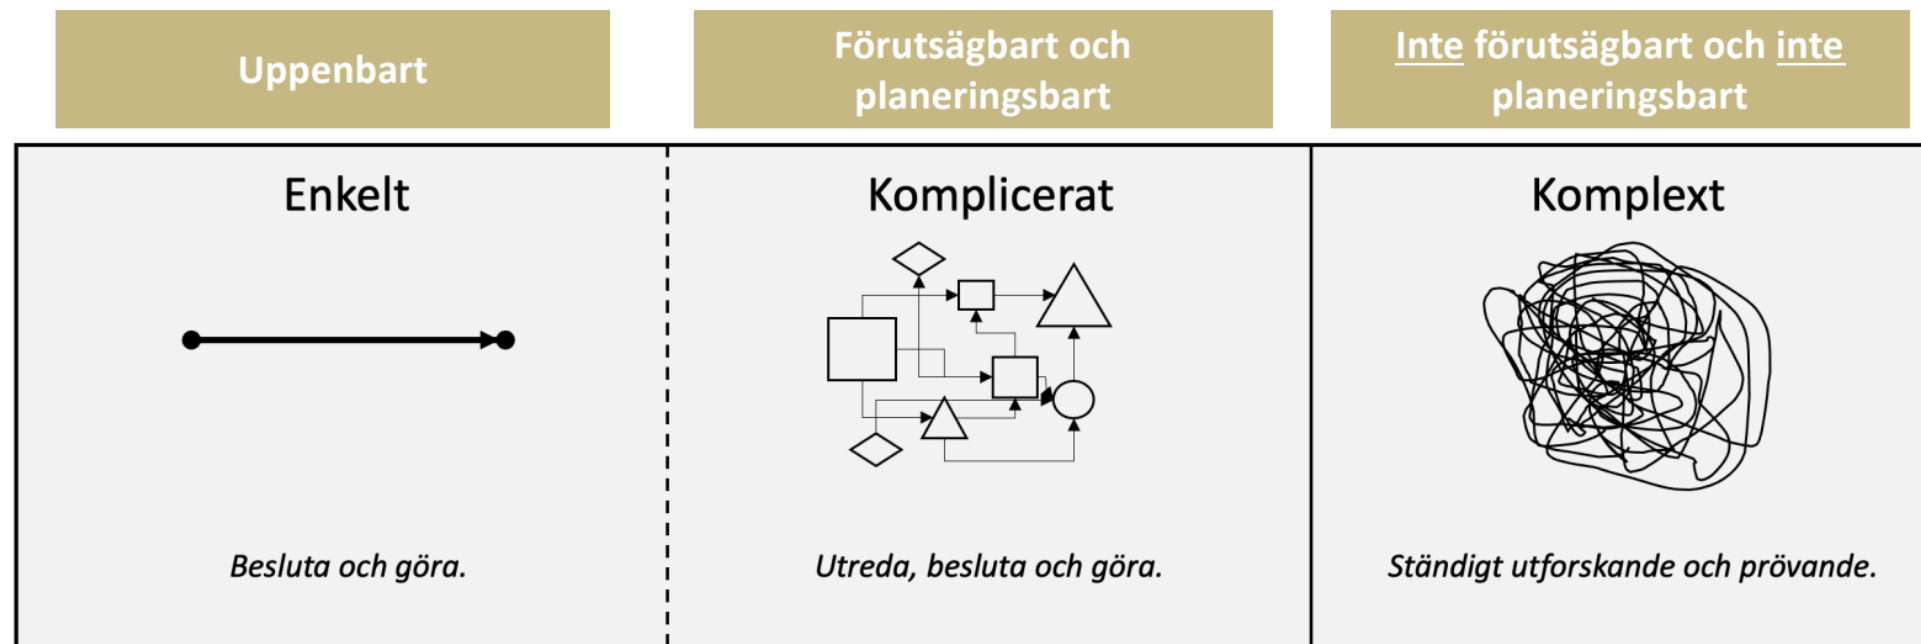 Uppenbart
Förutsägbart och
planeringsbart
Inte förutsägbart och inte
planeringsbart
Enkelt
Komplicerat
Komplext
Besluta och göra.
Utreda, besluta och göra.
Ständigt utforskande och prövande.